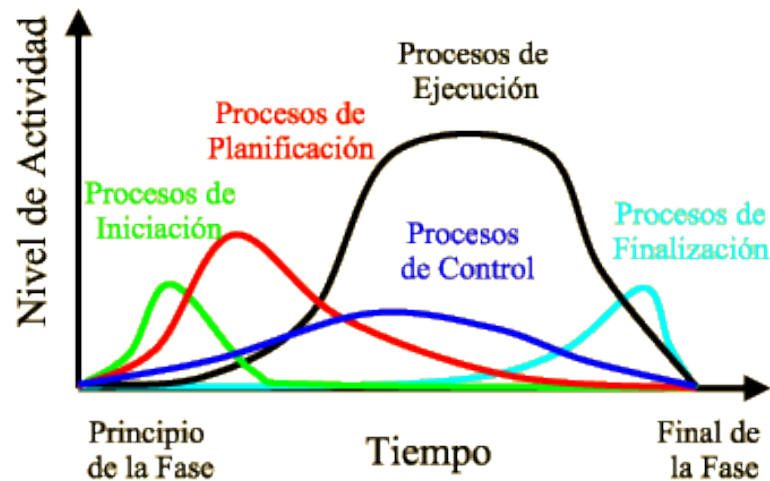 Nivel de Actividad
Procesos de
Ejecución
Procesos de
Planificación
Procesos de
Iniciación
Procesos
de Control
Procesos de
Finalización
Principio
de la Fase
Tiempo
Final de
la Fase